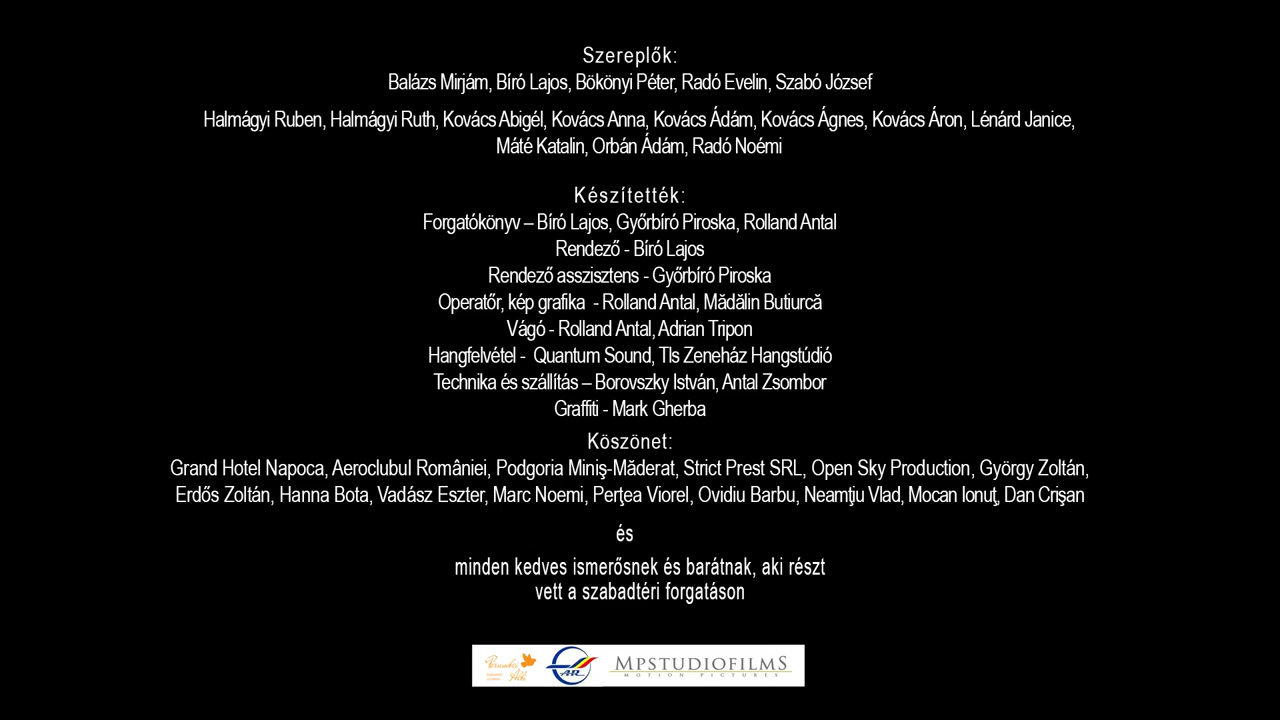 Szereplők:
Balázs Mirjám, Bíró Lajos, Bökönyi Péter, Radó Evelin, Szabó József
Halmágyi Ruben, Halmágyi Ruth, Kovács Abigél, Kovács Anna, Kovács Ádám, Kovács Ágnes, Kovács Áron, Lénárd Janice,
Máté Katalin, Orbán Ádám, Radó Noémi
Készítették:
Forgatókönyv – Bíró Lajos, Győrbíró Piroska, Rolland Antal
Rendező - Bíró Lajos
Rendező asszisztens - Győrbíró Piroska
Operatőr, kép grafika - Rolland Antal, Mădălin Butiurcă
Vágó - Rolland Antal, Adrian Tripon
Hangfelvétel - Quantum Sound, Tls Zeneház Hangstúdió
Technika és szállítás – Borovszky István, Antal Zsombor
Graffiti - Mark Gherba
Köszönet:
Grand Hotel Napoca, Aeroclubul României, Podgoria Miniş-Măderat, Strict Prest SRL, Open Sky Production, György Zoltán,
Erdős Zoltán, Hanna Bota, Vadász Eszter, Marc Noemi, Perţea Viorel, Ovidiu Barbu, Neamţiu Vlad, Mocan Ionuţ, Dan Crişan
és
minden kedves ismerősnek és barátnak, aki részt
vett a szabadtéri forgatáson
AR
MPSTUDIOFILMS
MOTION PICTURES